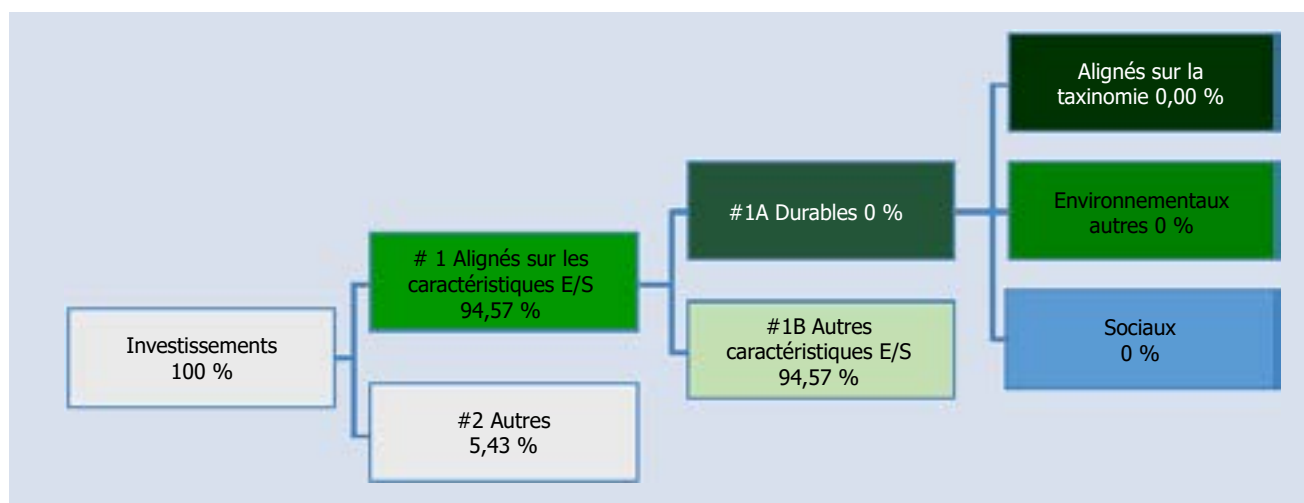 Investissements
100 %
# 1 Alignés sur les
caractéristiques E/S
94,57 %
#2 Autres
5,43 %
#1A Durables 0 %
#1B Autres
caractéristiques E/S
94,57 %
Alignés sur la
taxinomie 0,00 %
Environnementaux
autres 0 %
Sociaux
0 %